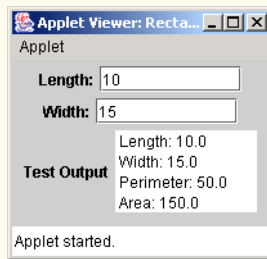 Applet Viewer: Recta...
Applet
Length: 10
Width: 15
Test Output
Length: 10.0
Width: 15.0
Perimeter: 50.0
Area: 150.0
Applet started.